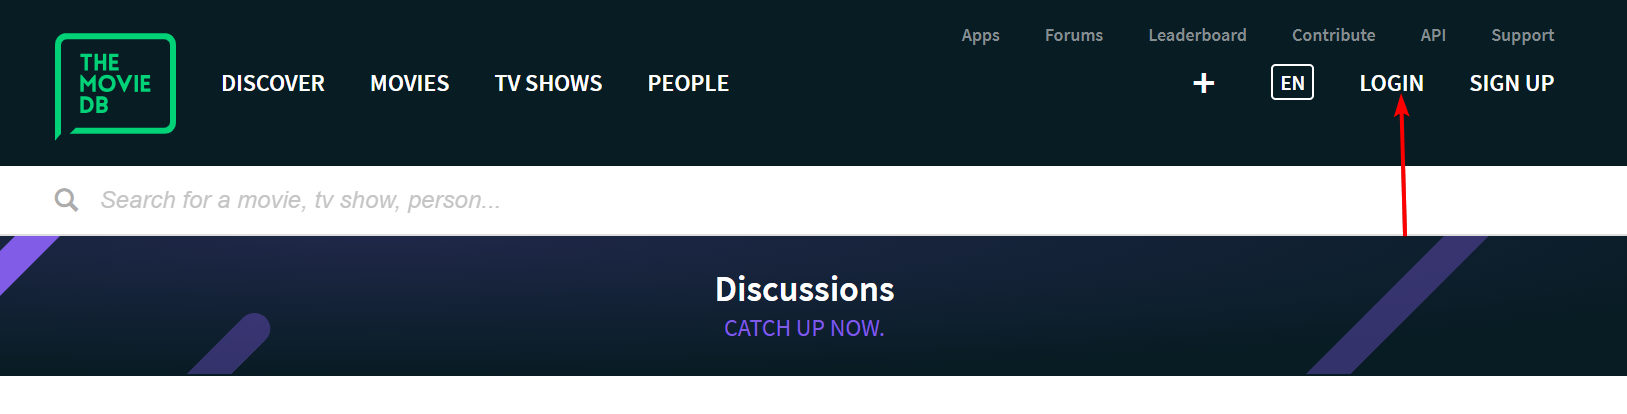 Apps Forums Leaderboard Contribute API Support
THE
MOVIE
DB
DISCOVER MOVIES TV SHOWS PEOPLE + EN LOGIN SIGN UP
Search for a movie, tv show, person...
Discussions
CATCH UP NOW.